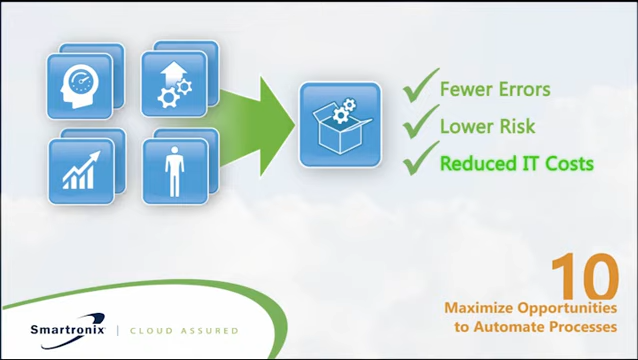 Fewer Errors
Lower Risk
Reduced IT Costs
10
Maximize Opportunities
to Automate Processes
Smartronix | CLOUD ASSURED